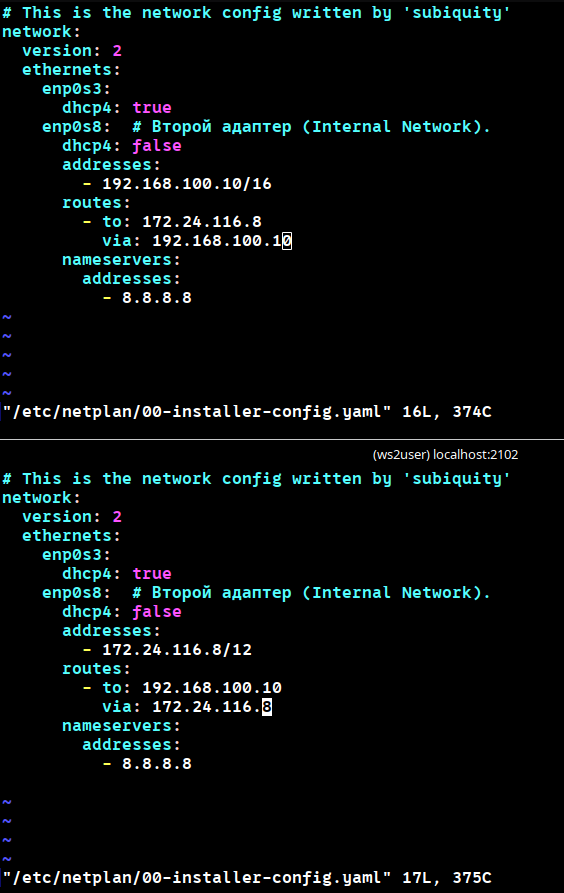 # This is the network config written by 'subiquity'
network:
  version: 2
  ethernets:
    enp0s3:
      dhcp4: true
    enp0s8:  # Второй адаптер (Internal Network).
      dhcp4: false
      addresses:
        - 192.168.100.10/16
      routes:
        - to: 172.24.116.8
          via: 192.168.100.10
      nameservers:
        addresses:
          - 8.8.8.8
~
~
~
~
~
"/etc/netplan/00-installer-config.yaml" 16L, 374C
(ws2user) localhost:2102
# This is the network config written by 'subiquity'
network:
  version: 2
  ethernets:
    enp0s3:
      dhcp4: true
    enp0s8:  # Второй адаптер (Internal Network).
      dhcp4: false
      addresses:
        - 172.24.116.8/12
      routes:
        - to: 192.168.100.10
          via: 172.24.116.8
      nameservers:
        addresses:
          - 8.8.8.8
~
~
~
~
"/etc/netplan/00-installer-config.yaml" 17L, 375C